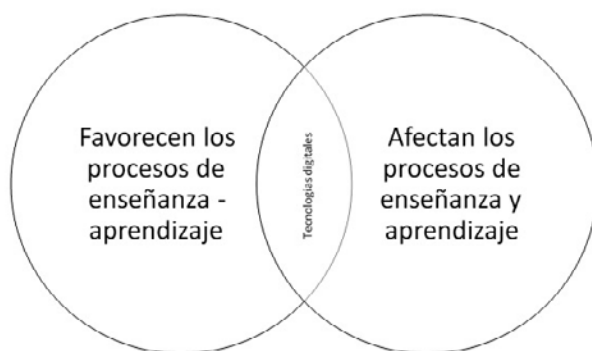 Favorecen los
procesos de
enseñanza -
aprendizaje
Tecnologías digitales
Afectan los
procesos de
enseñanza y
aprendizaje